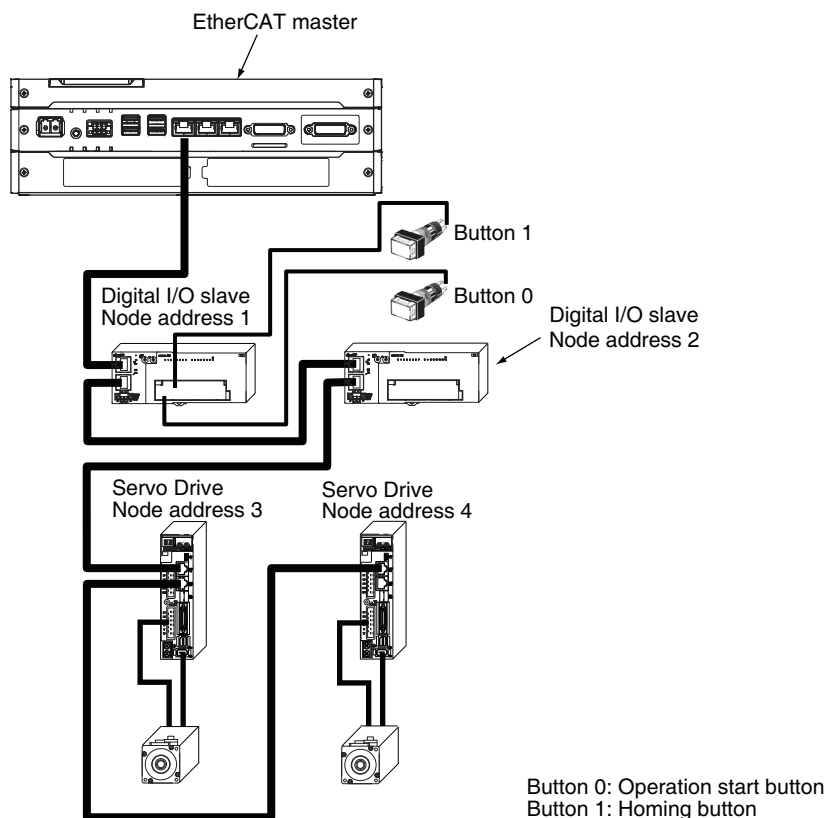 EtherCAT master
Button 1
Button 0
Digital I/O slave
Node address 1
Digital I/O slave
Node address 2
Servo Drive
Node address 3
Servo Drive
Node address 4
Button 0: Operation start button
Button 1: Homing button